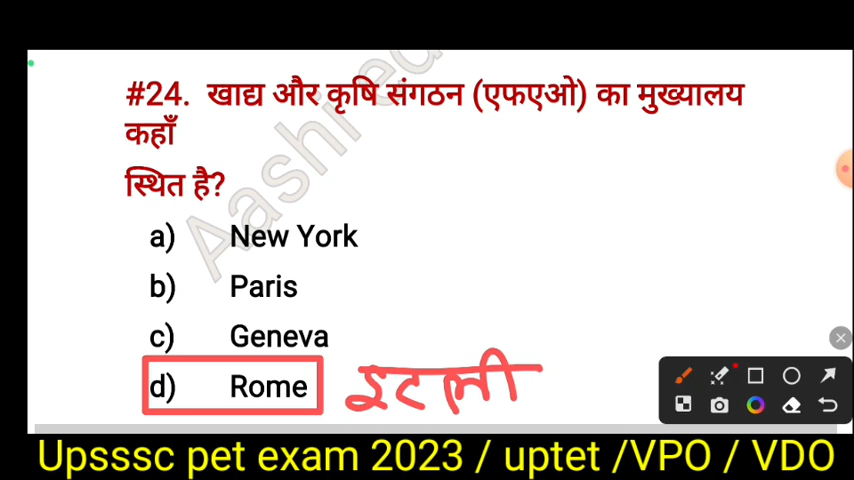 #24. खाद्य और कृषि संगठन (एफएओ) का मुख्यालय
कहाँ
स्थित है?
a) New York
b) Paris
c) Geneva
d) Rome इटली
Upsssc pet exam 2023 / uptet /VPO / VDO